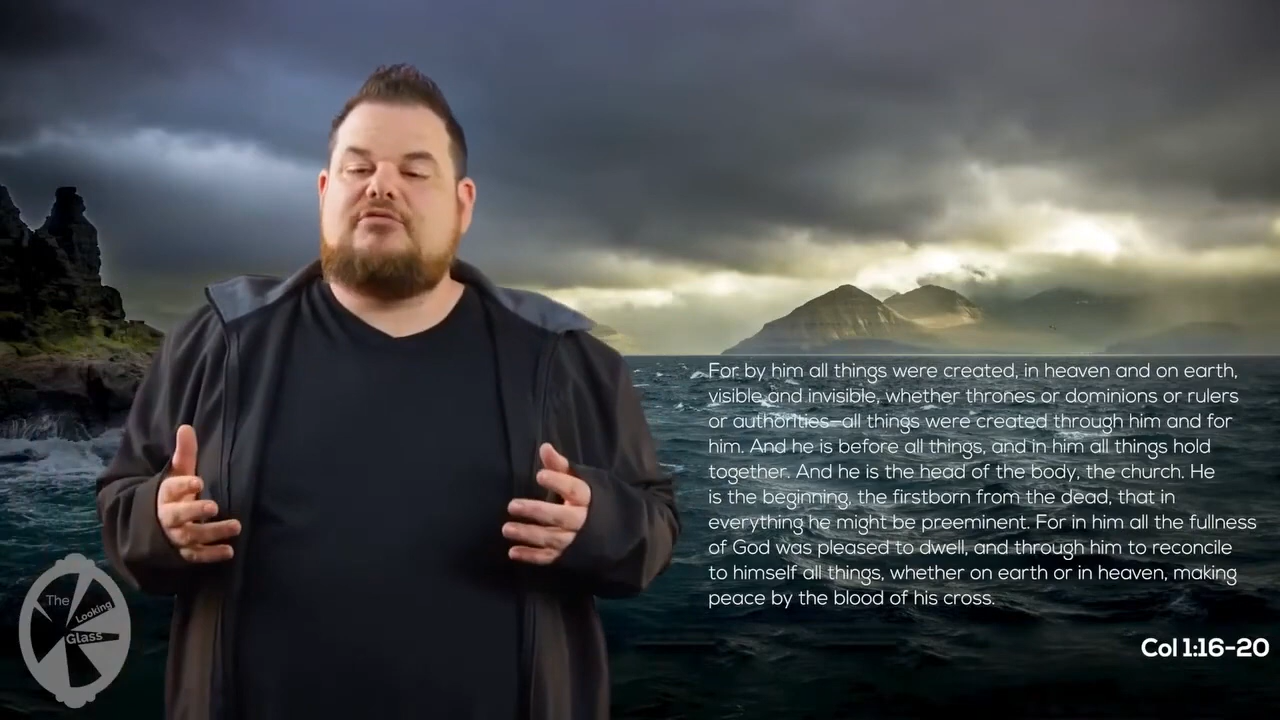 For by him all things were created, in heaven and on earth,
visible and invisible, whether thrones or dominions or rulers
or authorities—all things were created through him and for
him. And he is before all things, and in him all things hold
together. And he is the head of the body, the church. He
is the beginning, the firstborn from the dead, that in
everything he might be preeminent. For in him all the fullness
of God was pleased to dwell, and through him to reconcile
to himself all things, whether on earth or in heaven, making
peace by the blood of his cross.
Col 1:16-20
The
Looking
Glass